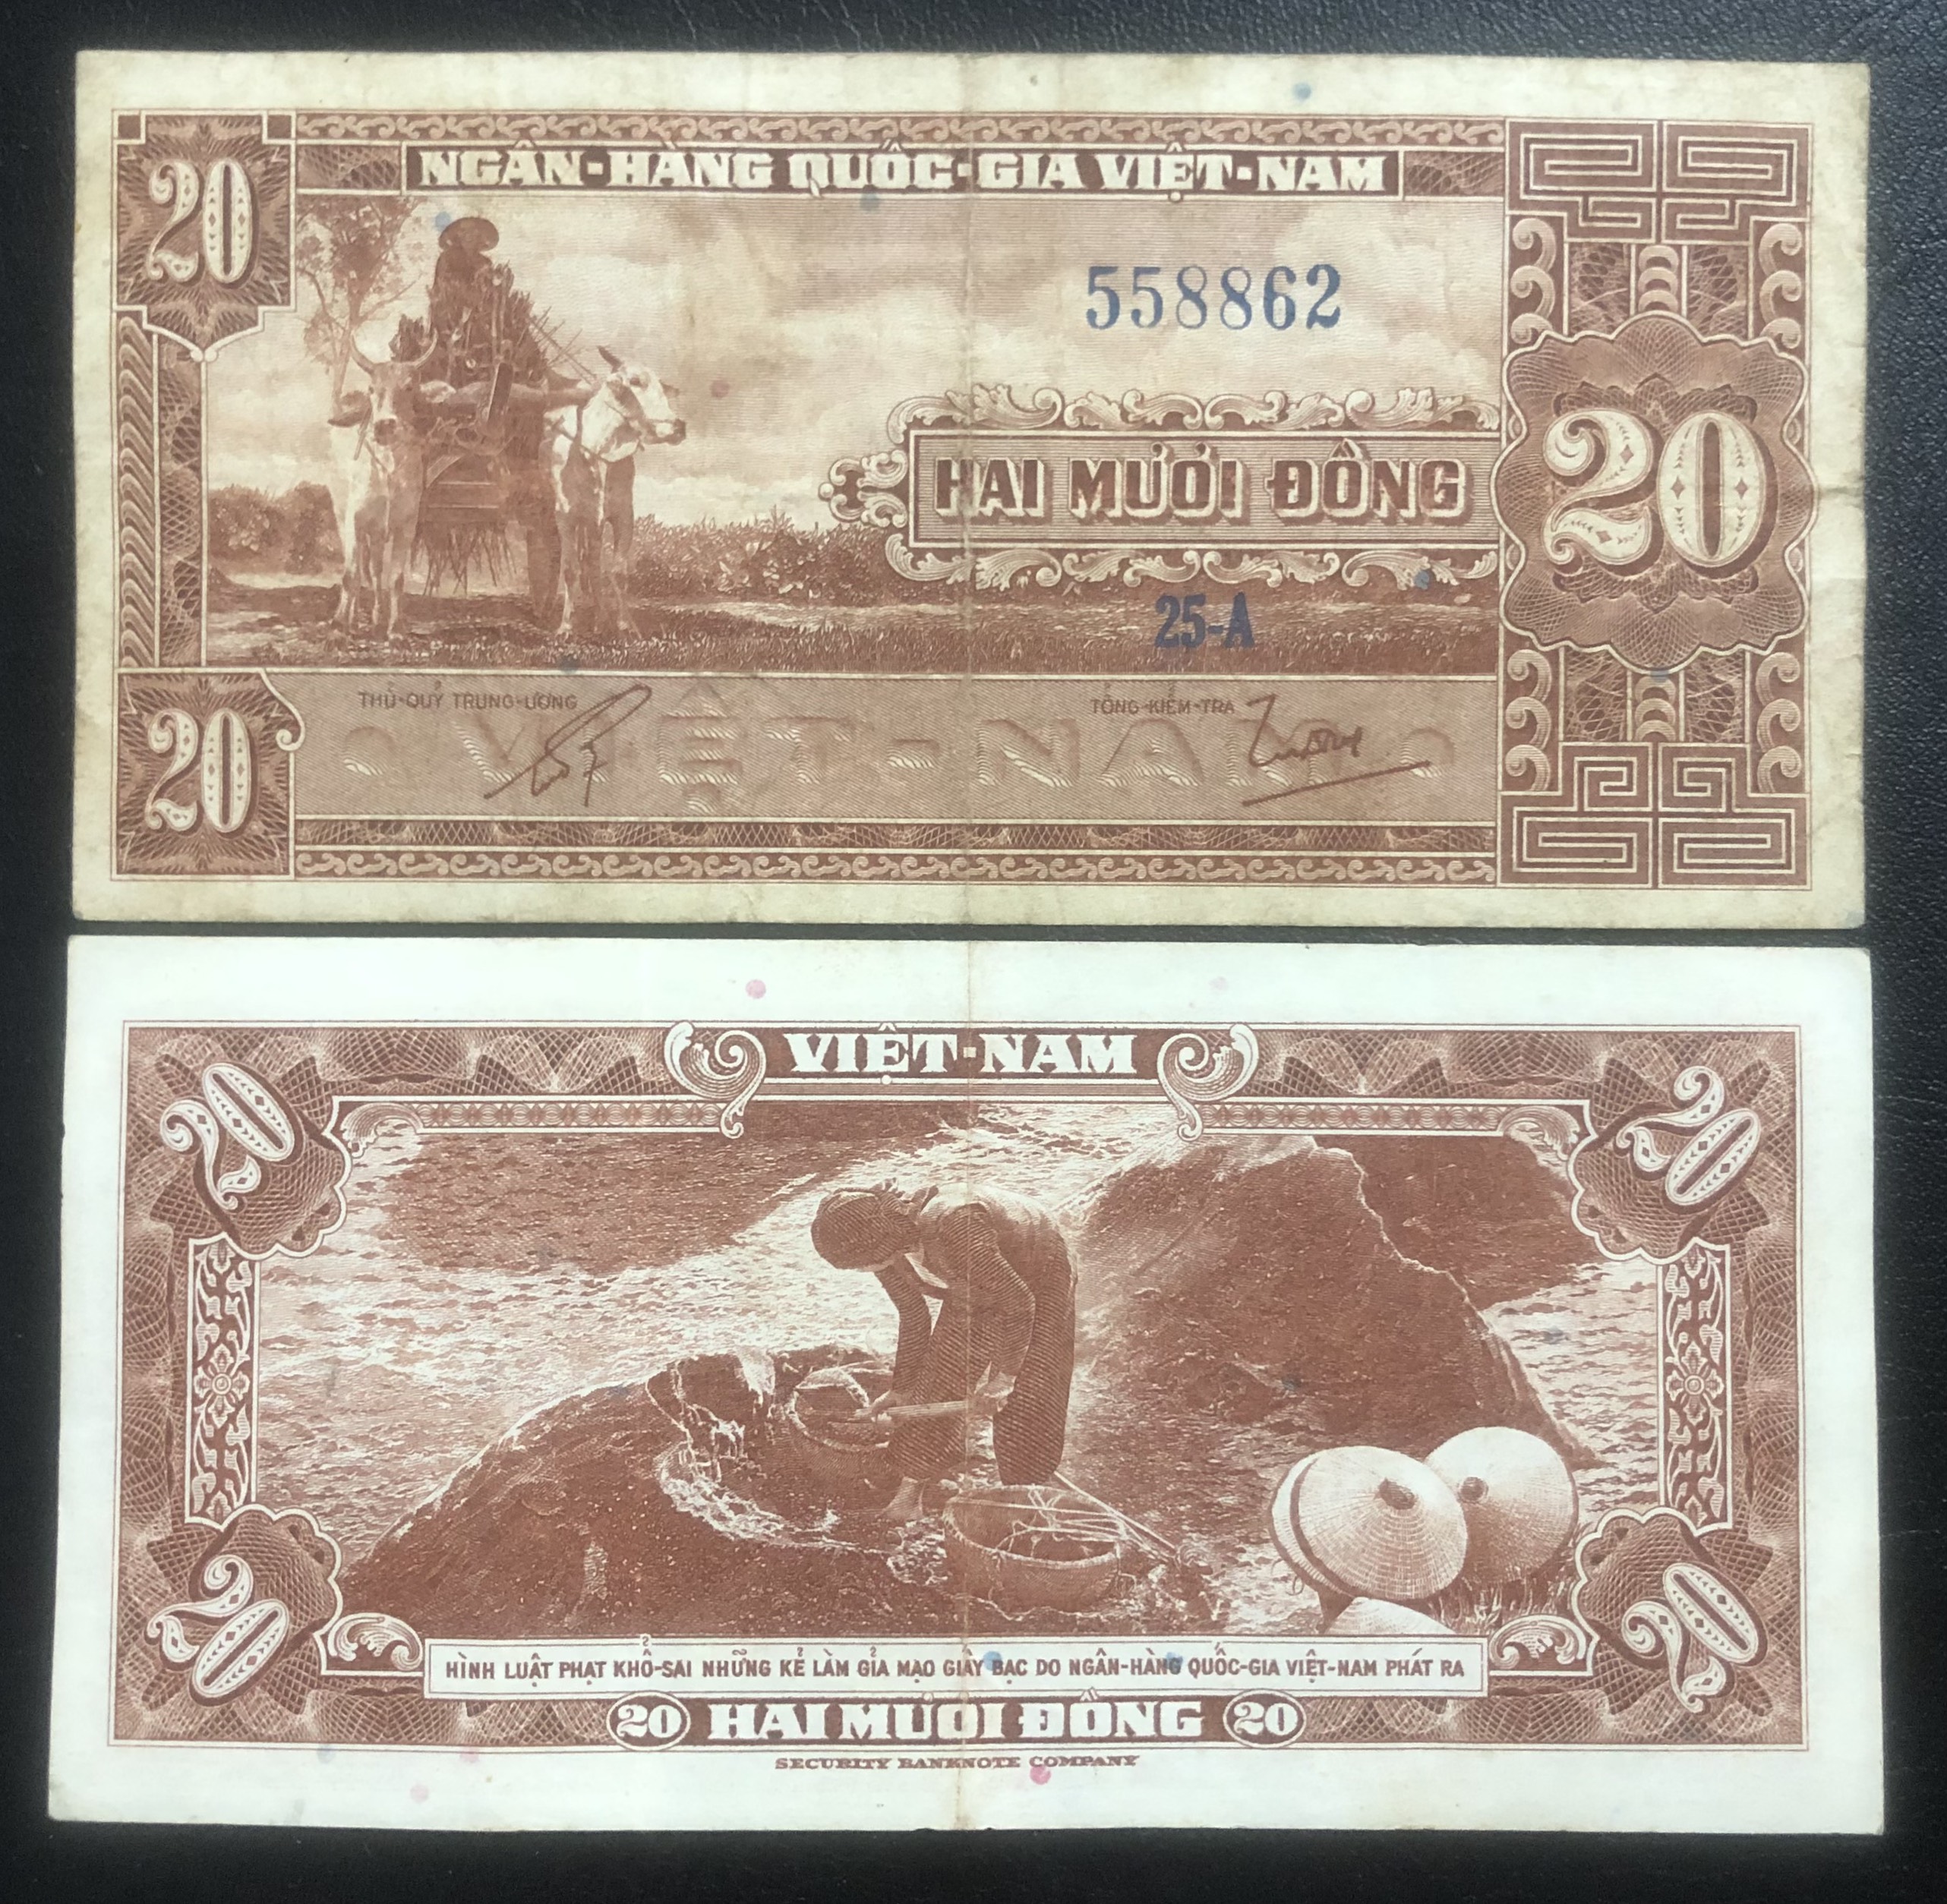 20
NGÂN-HÀNG QUỐC-GIA VIỆT-NAM
558862
HAI MƯƠI ĐỒNG
20
25-A
THỦ-QUỸ TRUNG-ƯƠNG
TỔNG-KIỂM-TRA
VIỆT-NAM
20
VIỆT-NAM
20
20
20
20
HÌNH LUẬT PHẠT KHỔ-SAI NHỮNG KẺ LÀM GIẢ MẠO GIẤY BẠC DO NGÂN-HÀNG QUỐC-GIA VIỆT-NAM PHÁT RA
20 HAI MƯƠI ĐỒNG 20
SECURITY BANKNOTE COMPANY